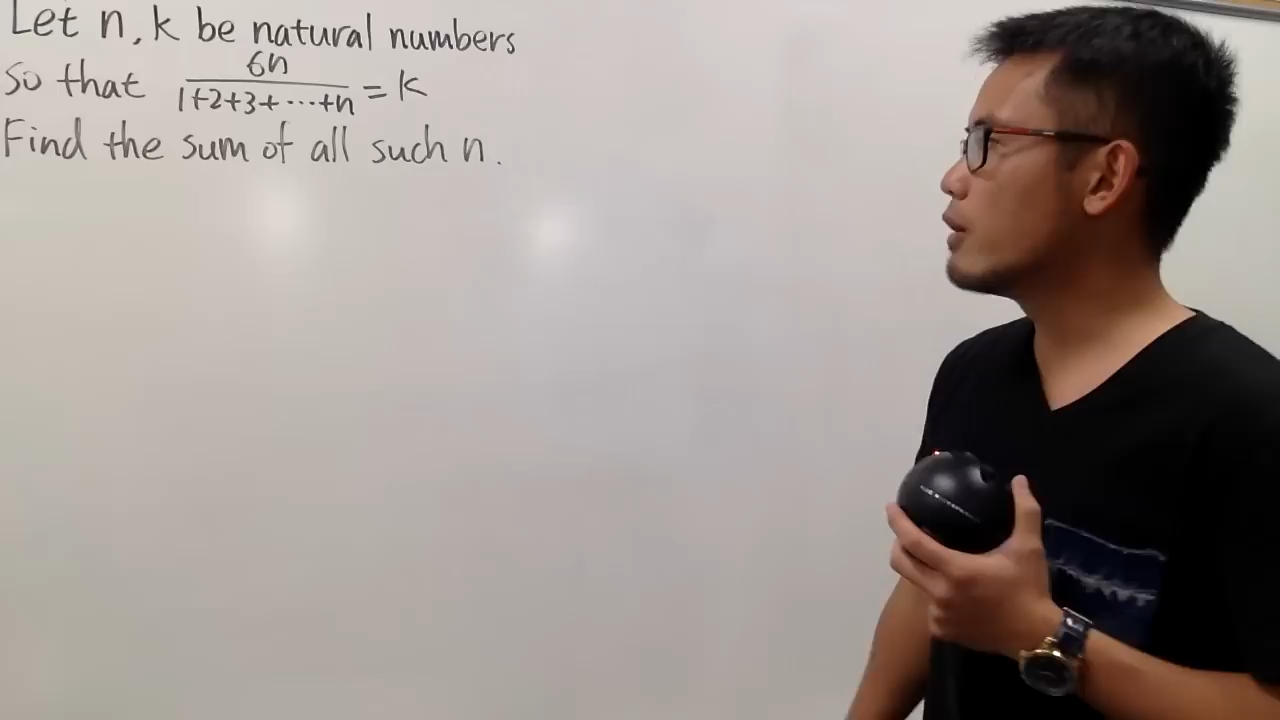 Let n, k be natural numbers
so that 6n / 1+2+3+⋯+n = k
Find the sum of all such n.